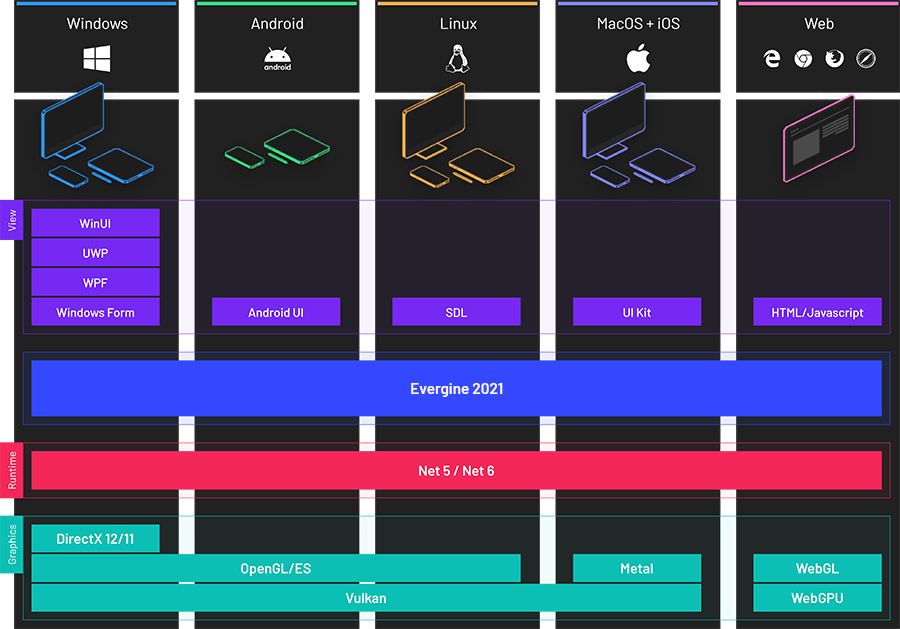 Windows
Android
Linux
MacOS + iOS
Web
android
View
WinUI
UWP
WPF
Windows Form
Android UI
SDL
UI Kit
HTML/Javascript
Evergine 2021
Runtime
Net 5 / Net 6
Graphics
DirectX 12/11
OpenGL/ES
Metal
WebGL
Vulkan
WebGPU